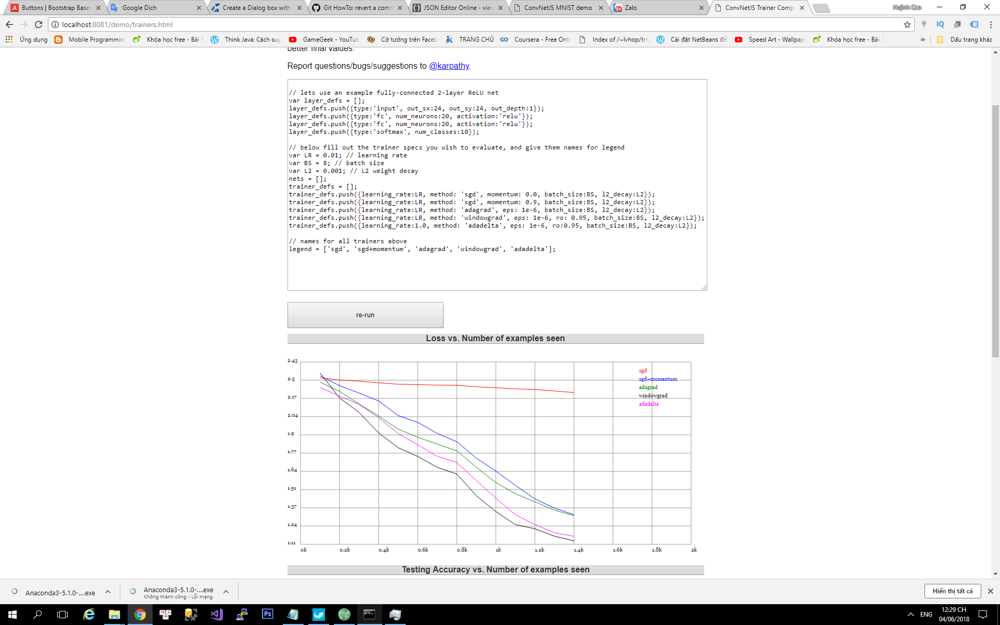 Buttons | Bootstrap Based
Google Dịch
Create a Dialog box with
Git HowTo: revert a comm
JSON Editor Online - view
ConvNetJS MNIST demo
Zalo
ConvNetJS Trainer Comp
Huỳnh Cao
localhost:8081/demo/trainers.html
Ứng dụng
Mobile Programming
Khóa học free - Bài 3
Think Java: Cách suy
GameGeek - YouTub
Cờ tướng trên Faceb
TRANG CHỦ
Coursera - Free Onli
Index of /~lvhop/trr
Cài đặt NetBeans để
Speed Art - Wallpap
Khóa học free - Bài 1
»
Dấu trang khác
better final values.
Report questions/bugs/suggestions to @karpathy.
// lets use an example fully-connected 2-layer ReLU net
var layer_defs = [];
layer_defs.push({type:'input', out_sx:24, out_sy:24, out_depth:1});
layer_defs.push({type:'fc', num_neurons:20, activation:'relu'});
layer_defs.push({type:'fc', num_neurons:20, activation:'relu'});
layer_defs.push({type:'softmax', num_classes:10});
// below fill out the trainer specs you wish to evaluate, and give them names for legend
var LR = 0.01; // learning rate
var BS = 8; // batch size
var L2 = 0.001; // L2 weight decay
nets = [];
trainer_defs = [];
trainer_defs.push({learning_rate:LR, method: 'sgd', momentum: 0.0, batch_size:BS, l2_decay:L2});
trainer_defs.push({learning_rate:LR, method: 'sgd', momentum: 0.9, batch_size:BS, l2_decay:L2});
trainer_defs.push({learning_rate:LR, method: 'adagrad', eps: 1e-6, batch_size:BS, l2_decay:L2});
trainer_defs.push({learning_rate:LR, method: 'windowgrad', eps: 1e-6, ro: 0.95, batch_size:BS, l2_decay:L2});
trainer_defs.push({learning_rate:1.0, method: 'adadelta', eps: 1e-6, ro:0.95, batch_size:BS, l2_decay:L2});
// names for all trainers above
legend = ['sgd', 'sgd+momentum', 'adagrad', 'windowgrad', 'adadelta'];
re-run
Loss vs. Number of examples seen
2.43
2.3
2.17
2.04
1.9
1.77
1.64
1.51
1.37
1.24
1.11
sgd
sgd+momentum
adagrad
windowgrad
adadelta
0k 0.2k 0.4k 0.6k 0.8k 1k 1.2k 1.4k 1.6k 1.8k 2k
Testing Accuracy vs. Number of examples seen
Anaconda3-5.1.0-....exe
Anaconda3-5.1.0-....exe
Không thành công - Lỗi mạng
Hiển thị tất cả
ENG
12:29 CH
04/06/2018